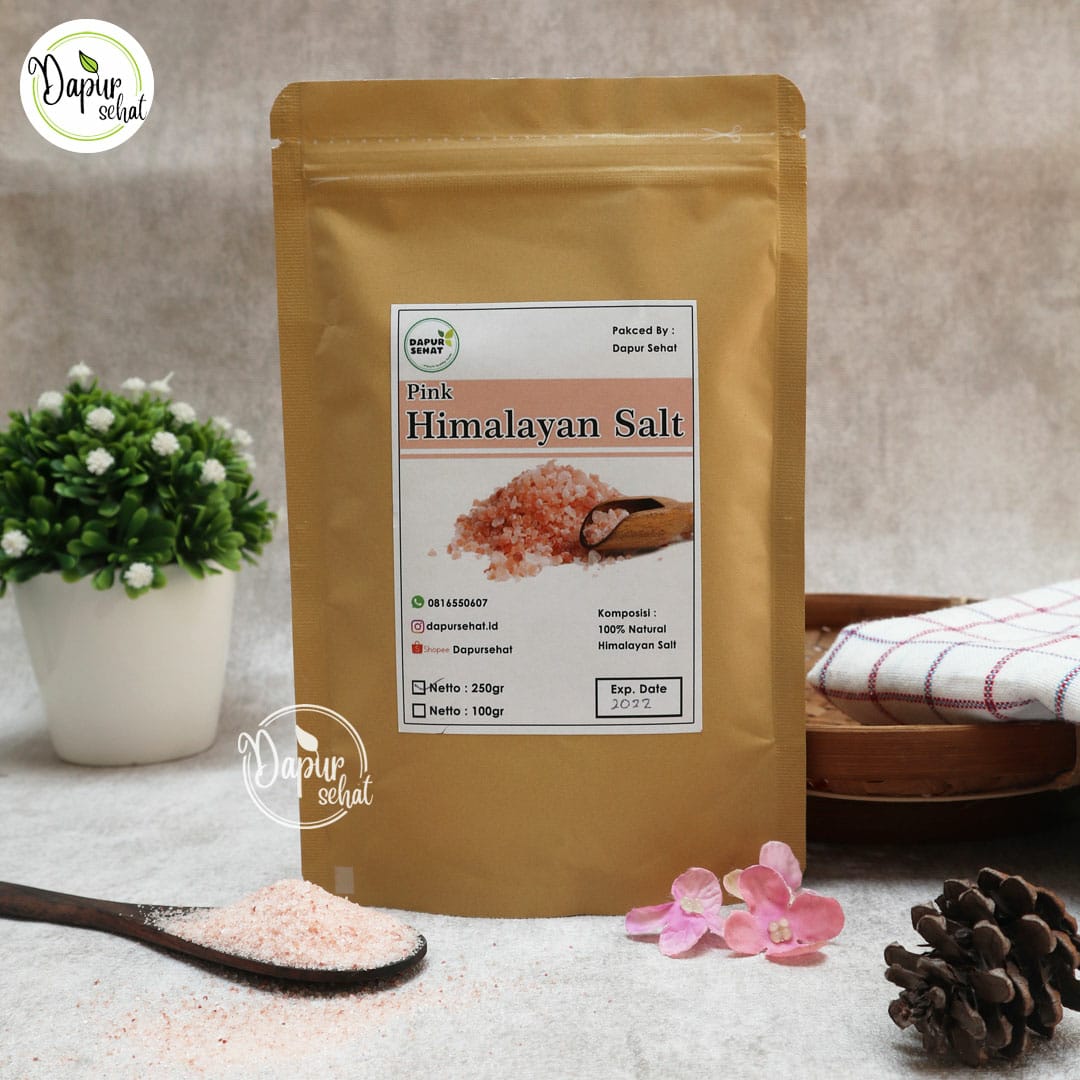 Dapur
sehat
DAPUR
SEHAT
Pakced By :
Dapur Sehat
Pink
Himalayan Salt
0816550607
dapursehat.id
Shopee Dapursehat
Netto : 250gr
Netto : 100gr
Komposisi :
100% Natural
Himalayan Salt
Exp. Date
2022
Dapur
sehat